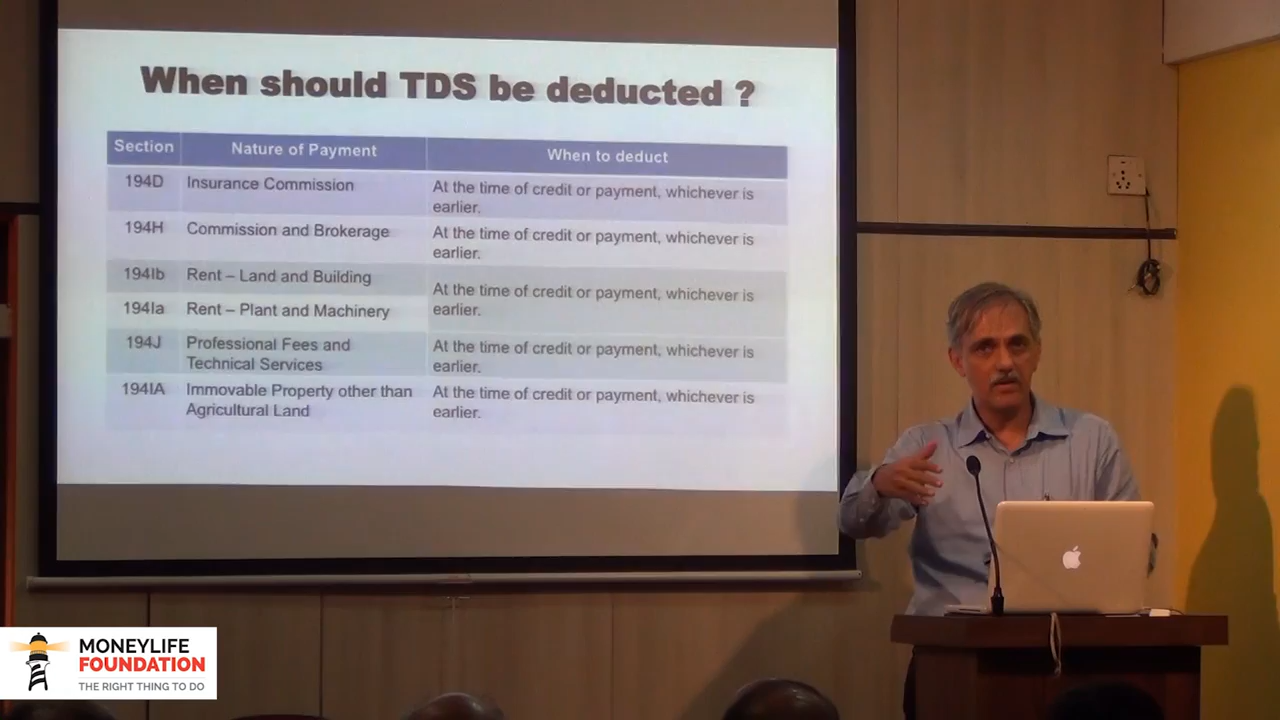 When should TDS be deducted ?
Section Nature of Payment When to deduct
194D Insurance Commission At the time of credit or payment, whichever is
earlier.
194H Commission and Brokerage At the time of credit or payment, whichever is
earlier.
194Ib Rent – Land and Building At the time of credit or payment, whichever is
earlier.
194Ia Rent – Plant and Machinery
194J Professional Fees and At the time of credit or payment, whichever is
Technical Services earlier.
194IA Immovable Property other than At the time of credit or payment, whichever is
Agricultural Land earlier.
MONEYLIFE
FOUNDATION
THE RIGHT THING TO DO